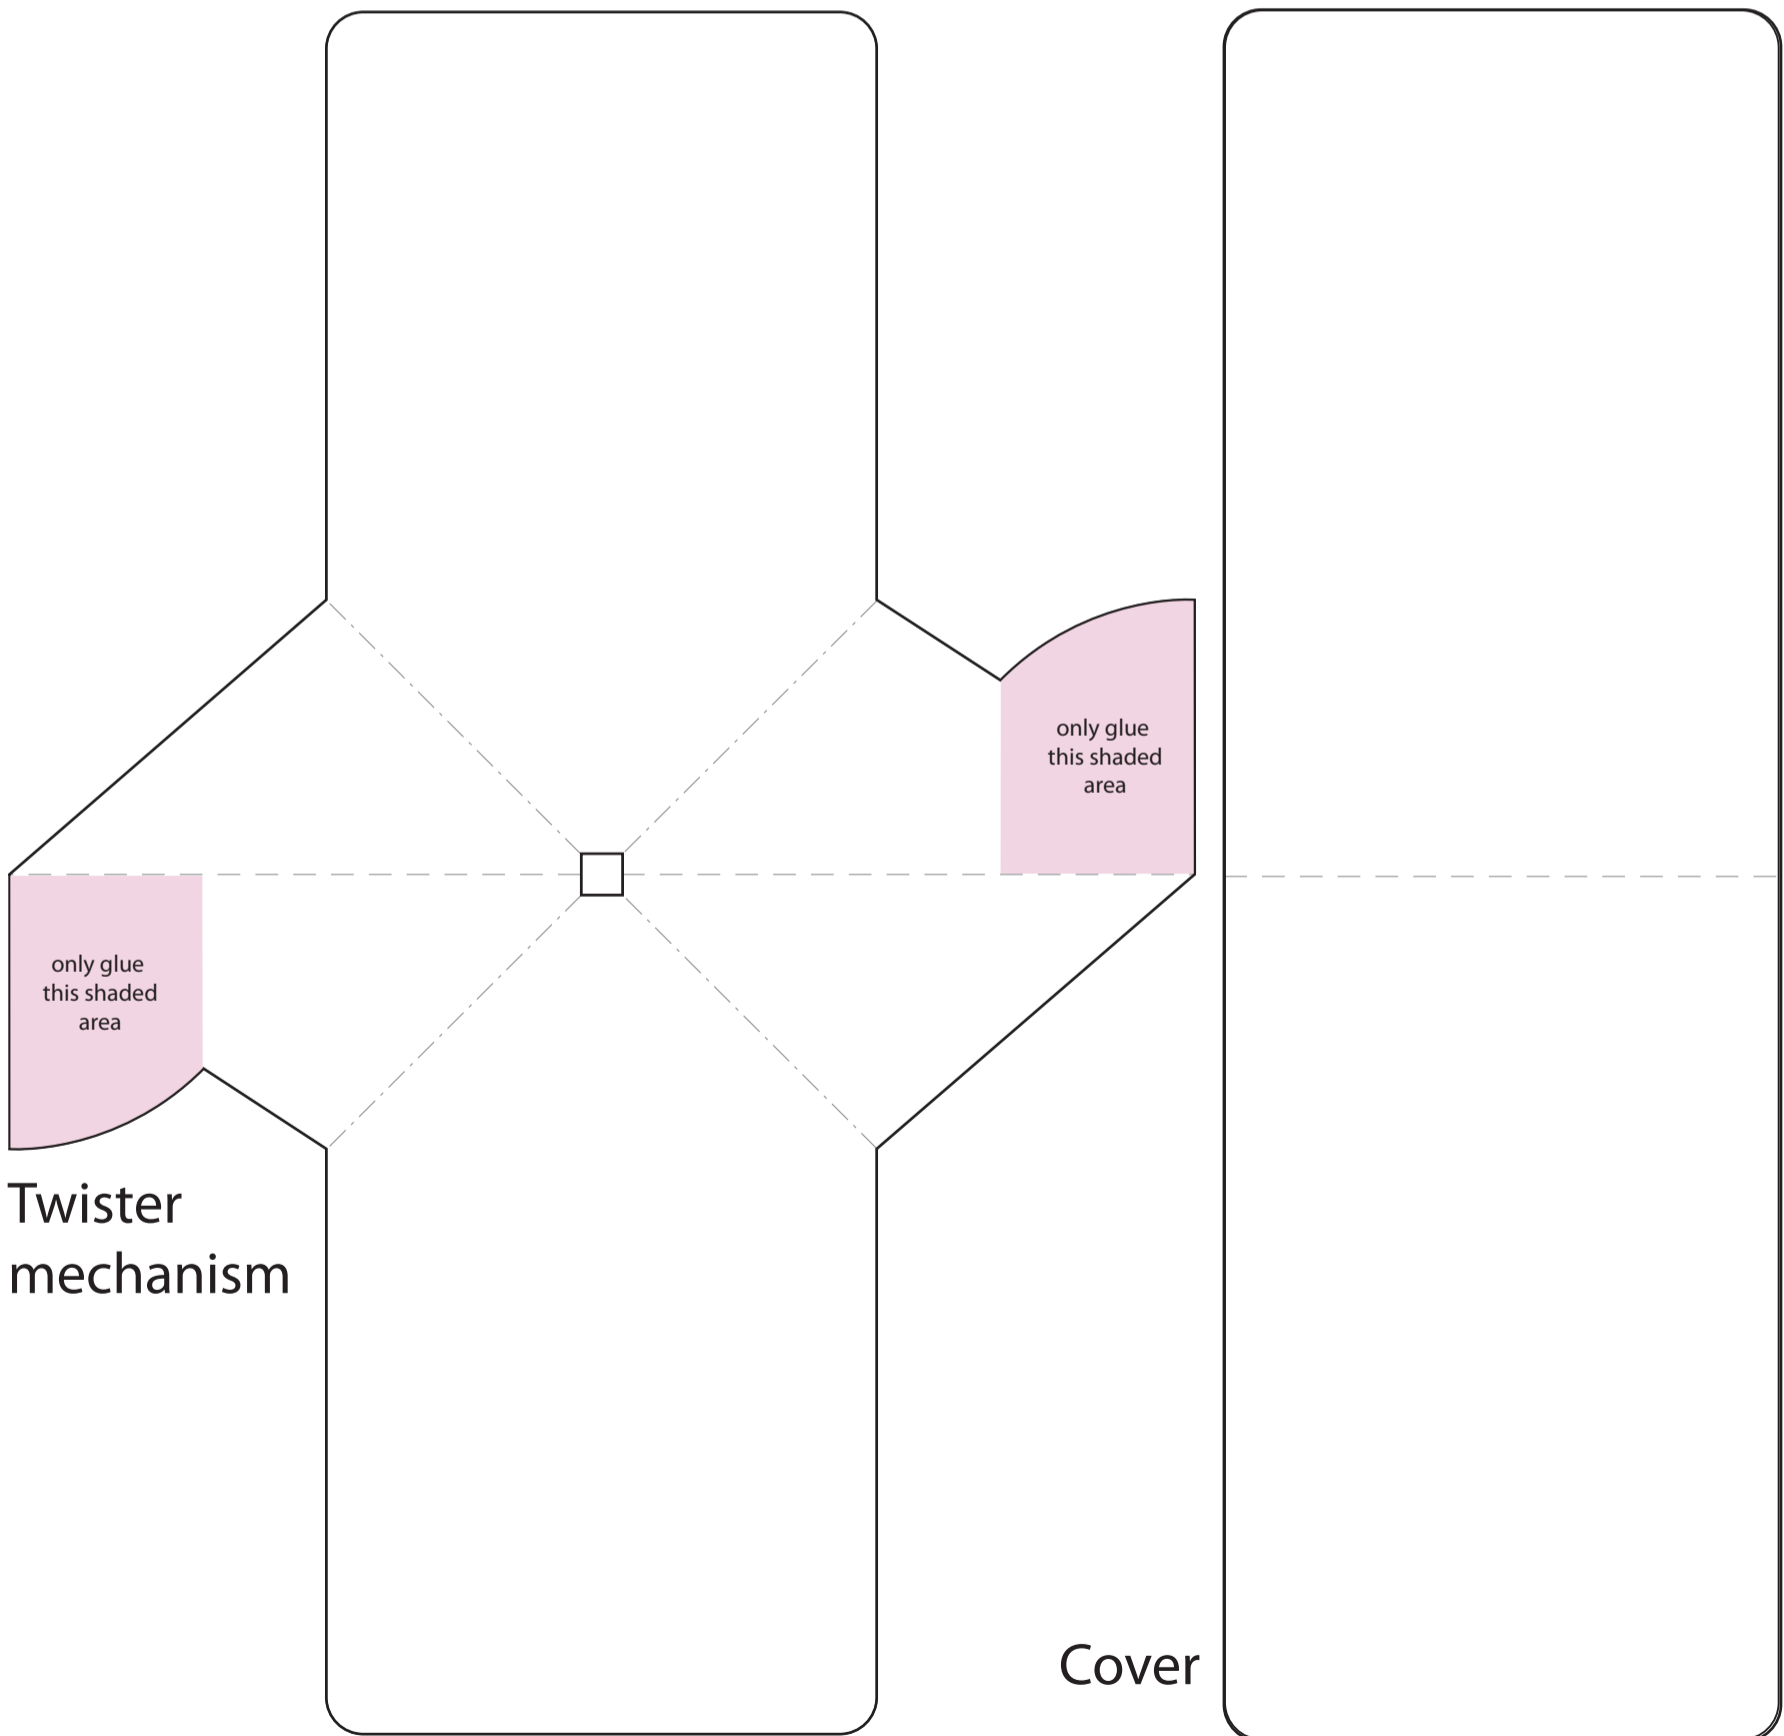 only glue
this shaded
area
only glue
this shaded
area
Twister
mechanism
Cover